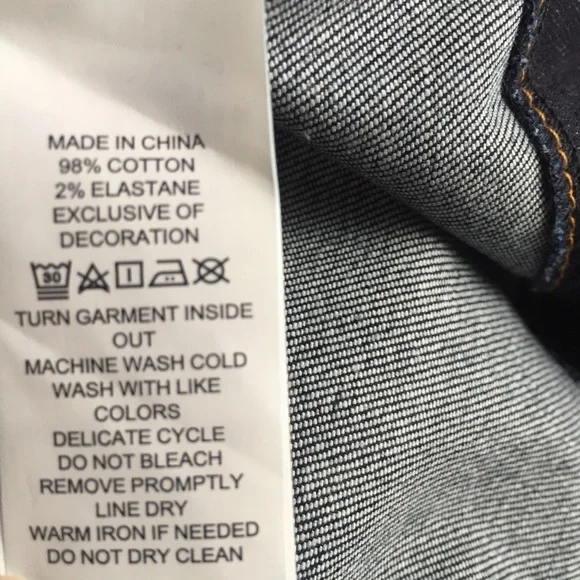 MADE IN CHINA
98% COTTON
2% ELASTANE
EXCLUSIVE OF
DECORATION
30
TURN GARMENT INSIDE
OUT
MACHINE WASH COLD
WASH WITH LIKE
COLORS
DELICATE CYCLE
DO NOT BLEACH
REMOVE PROMPTLY
LINE DRY
WARM IRON IF NEEDED
DO NOT DRY CLEAN